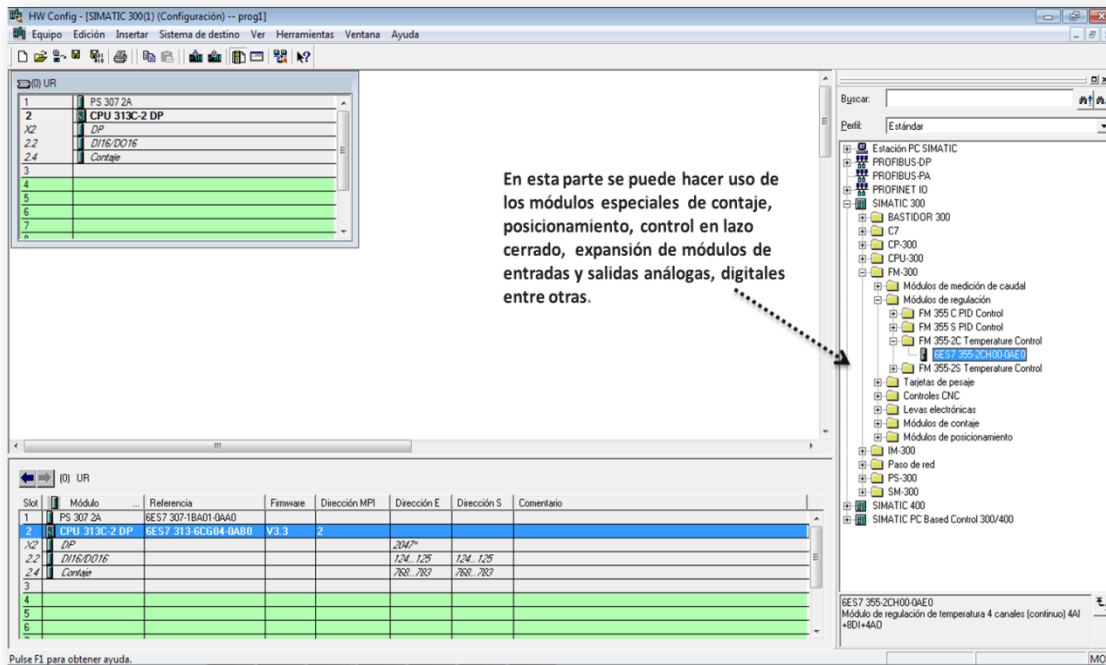 HW Config - [SIMATIC 300(1) (Configuración) -- prog1]
Equipo Edición Insertar Sistema de destino Ver Herramientas Ventana Ayuda
(0) UR
1 PS 307 2A
2 CPU 313C-2 DP
X2 DP
2.2 DI16/DO16
2.4 Contaje
3
4
5
6
7
En esta parte se puede hacer uso de
los módulos especiales de contaje,
posicionamiento, control en lazo
cerrado, expansión de módulos de
entradas y salidas análogas, digitales
entre otras.
Buscar:
Perfil: Estándar
Estación PC SIMATIC
PROFIBUS-DP
PROFIBUS-PA
PROFINET IO
SIMATIC 300
BASTIDOR 300
C7
CP-300
CPU-300
FM-300
Módulos de medición de caudal
Módulos de regulación
FM 355 C PID Control
FM 355 S PID Control
FM 355-2C Temperature Control
6ES7 355-2CH00-0AE0
FM 355-2S Temperature Control
Tarjetas de pesaje
Controles CNC
Levas electrónicas
Módulos de contaje
Módulos de posicionamiento
IM-300
Paso de red
PS-300
SM-300
SIMATIC 400
SIMATIC PC Based Control 300/400
(0) UR
Slot Módulo ... Referencia Firmware Dirección MPI Dirección E Dirección S Comentario
1 PS 307 2A 6ES7 307-1BA01-0AA0
2 CPU 313C-2 DP 6ES7 313-6CG04-0AB0 V3.3 2
X2 DP 2047*
2.2 DI16/DO16 124...125 124...125
2.4 Contaje 768...783 768...783
3
4
5
6
6ES7 355-2CH00-0AE0
Módulo de regulación de temperatura 4 canales (continuo) 4AI
+8DI+4AO
Pulse F1 para obtener ayuda.
MO